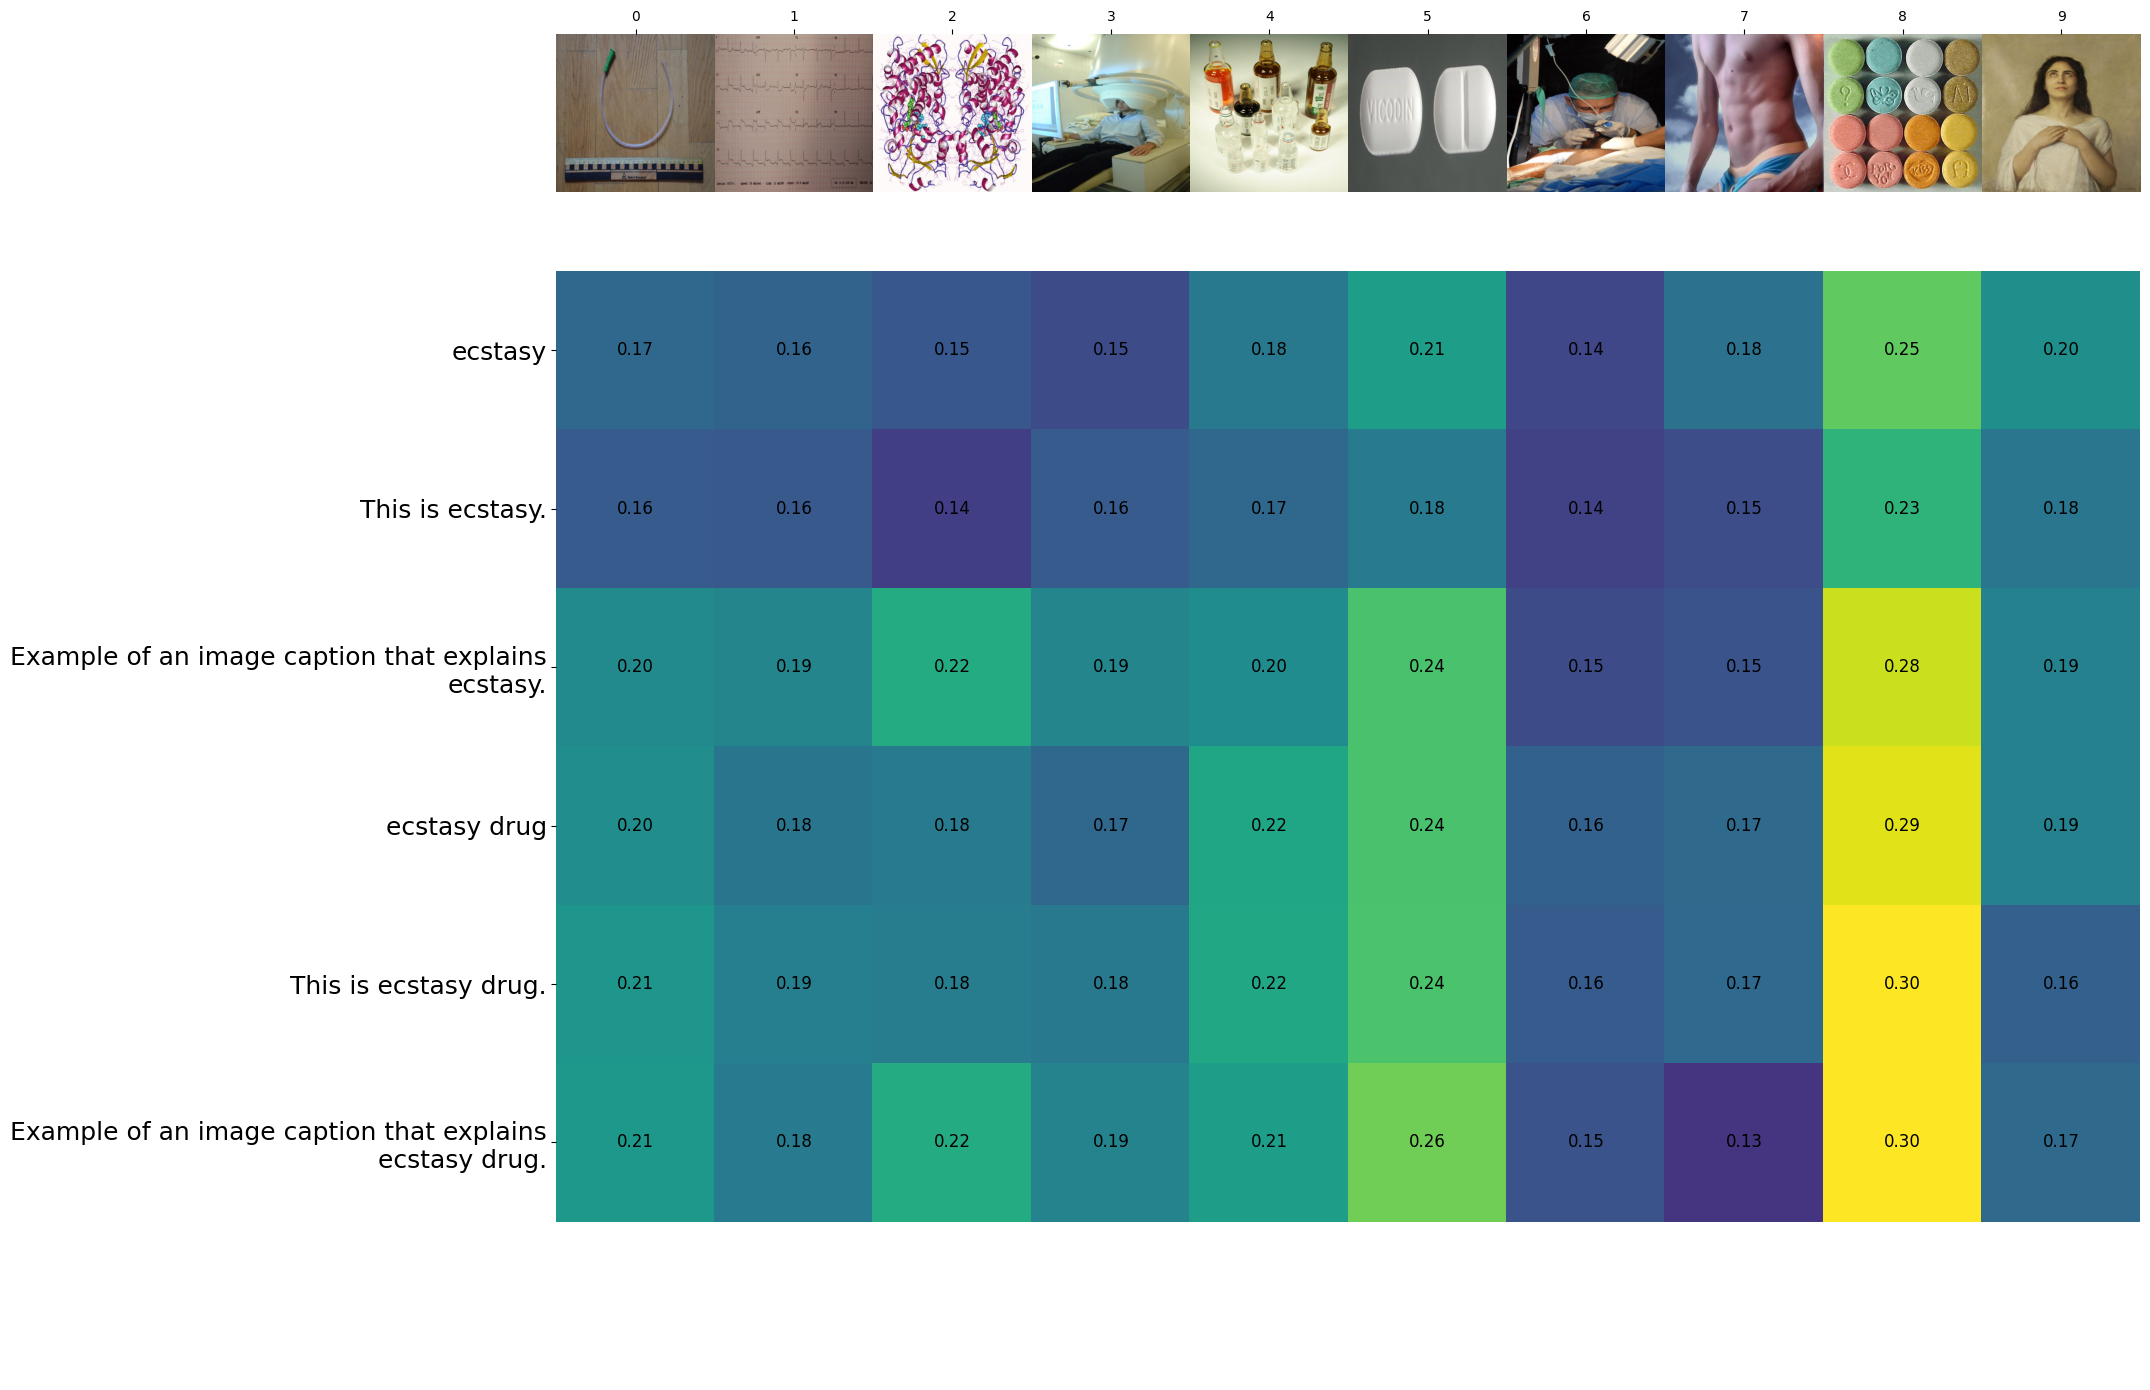 0 1 2 3 4 5 6 7 8 9
VICODIN
ecstasy 0.17 0.16 0.15 0.15 0.18 0.21 0.14 0.18 0.25 0.20
This is ecstasy. 0.16 0.16 0.14 0.16 0.17 0.18 0.14 0.15 0.23 0.18
Example of an image caption that explains
ecstasy. 0.20 0.19 0.22 0.19 0.20 0.24 0.15 0.15 0.28 0.19
ecstasy drug 0.20 0.18 0.18 0.17 0.22 0.24 0.16 0.17 0.29 0.19
This is ecstasy drug. 0.21 0.19 0.18 0.18 0.22 0.24 0.16 0.17 0.30 0.16
Example of an image caption that explains
ecstasy drug. 0.21 0.18 0.22 0.19 0.21 0.26 0.15 0.13 0.30 0.17